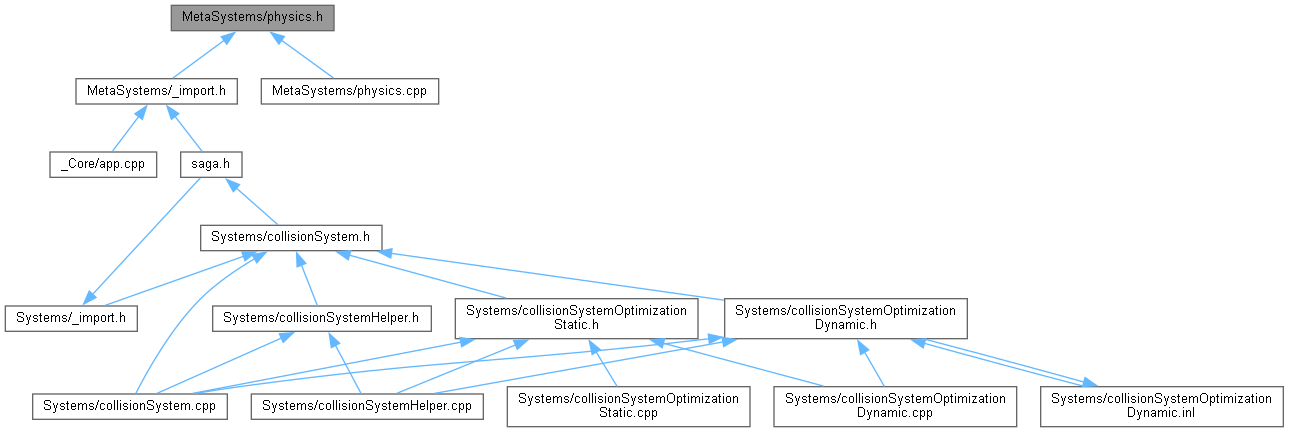 MetaSystems/physics.h
MetaSystems/_import.h
MetaSystems/physics.cpp
_Core/app.cpp
saga.h
Systems/collisionSystem.h
Systems/_import.h
Systems/collisionSystemHelper.h
Systems/collisionSystemOptimization
Static.h
Systems/collisionSystemOptimization
Dynamic.h
Systems/collisionSystem.cpp
Systems/collisionSystemHelper.cpp
Systems/collisionSystemOptimization
Static.cpp
Systems/collisionSystemOptimization
Dynamic.cpp
Systems/collisionSystemOptimization
Dynamic.inl